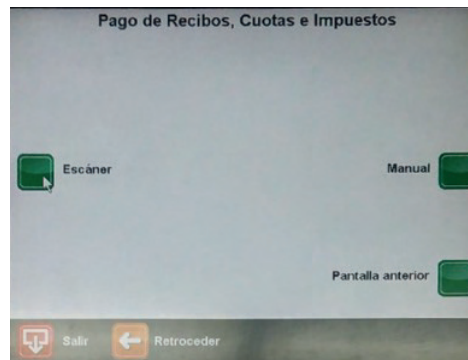 Pago de Recibos, Cuotas e Impuestos
Escáner
Manual
Pantalla anterior
Salir
Retroceder